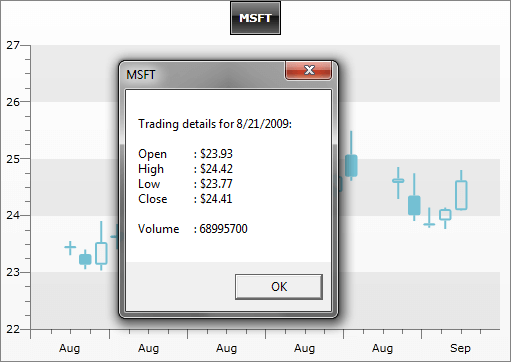 MSFT
27
26
25
24
23
22
MSFT
Trading details for 8/21/2009:
Open : $23.93
High : $24.42
Low : $23.77
Close : $24.41
Volume : 68995700
OK
Aug Aug Aug Aug Aug Sep